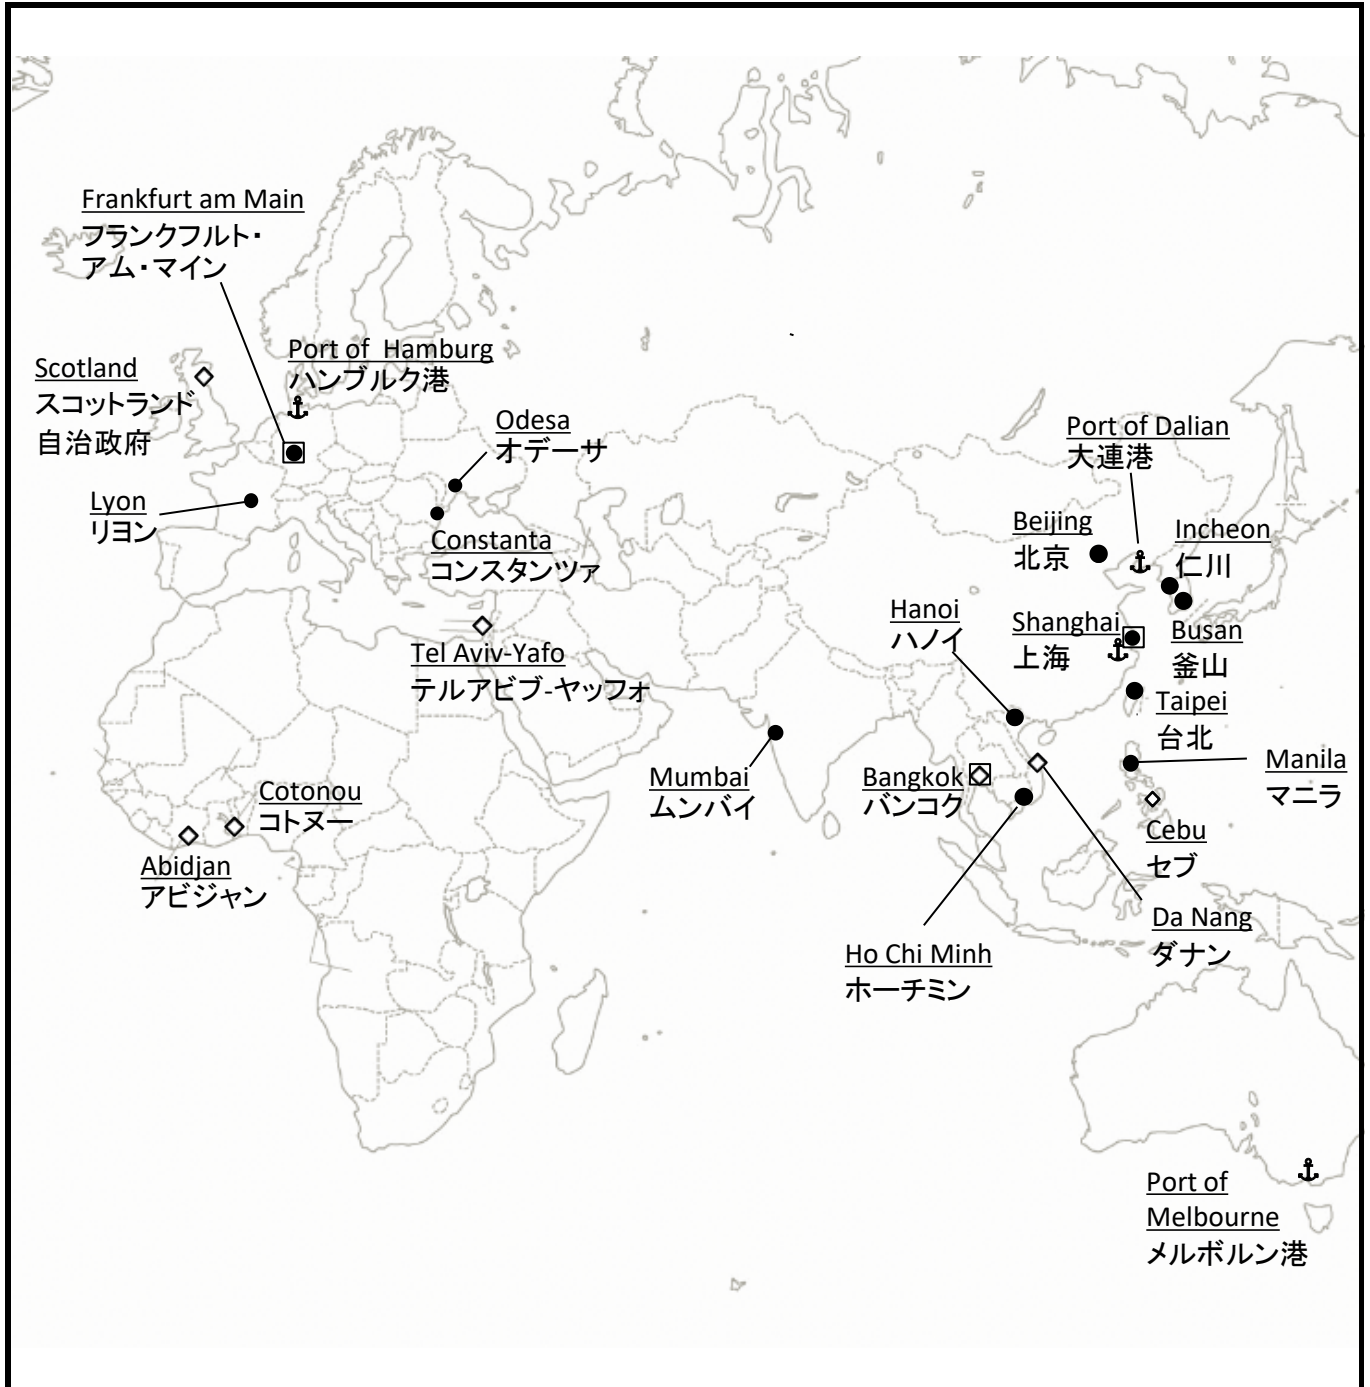 Frankfurt am Main
フランクフルト・
アム・マイン
Scotland
スコットランド
自治政府
Port of Hamburg
ハンブルク港
Odesa
オデーサ
Lyon
リヨン
Constanta
コンスタンツァ
Port of Dalian
大連港
Beijing
北京
Incheon
仁川
Hanoi
ハノイ
Shanghai
上海
Busan
釜山
Tel Aviv-Yafo
テルアビブ-ヤッフォ
Taipei
台北
Mumbai
ムンバイ
Bangkok
バンコク
Manila
マニラ
Cotonou
コトヌー
Cebu
セブ
Abidjan
アビジャン
Da Nang
ダナン
Ho Chi Minh
ホーチミン
Port of
Melbourne
メルボルン港